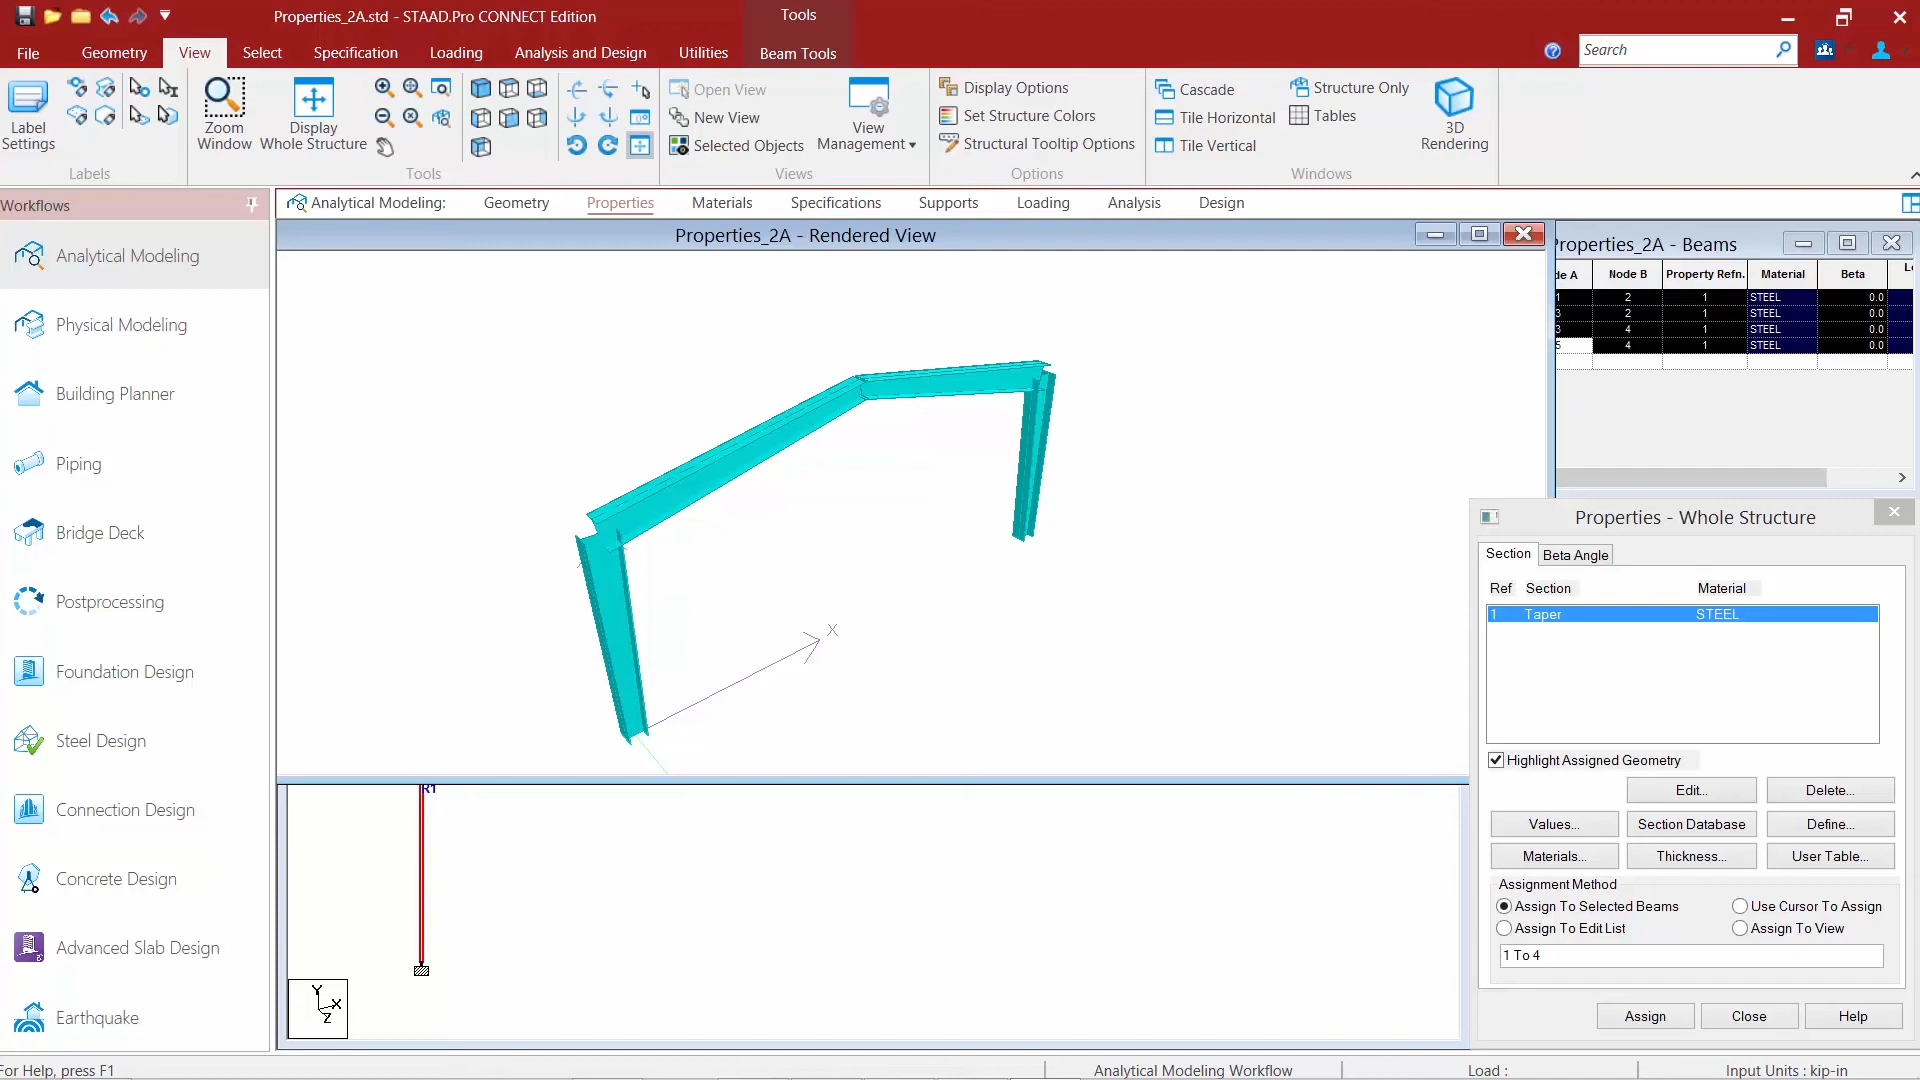 Properties_2A.std - STAAD.Pro CONNECT Edition
Tools
File
Geometry
View
Select
Specification
Loading
Analysis and Design
Utilities
Beam Tools
Search
Label Settings
Zoom Window
Display Whole Structure
Open View
New View
Selected Objects
View Management
Display Options
Set Structure Colors
Structural Tooltip Options
Cascade
Tile Horizontal
Tile Vertical
Structure Only
Tables
3D Rendering
Labels
Tools
Views
Options
Windows
Workflows
Analytical Modeling:
Geometry
Properties
Materials
Specifications
Supports
Loading
Analysis
Design
Analytical Modeling
Physical Modeling
Building Planner
Piping
Bridge Deck
Postprocessing
Foundation Design
Steel Design
Connection Design
Concrete Design
Advanced Slab Design
Earthquake
Properties_2A - Rendered View
X
R1
Y
X
Z
Properties_2A - Beams
de A Node B Property Refn. Material Beta
1 2 1 STEEL 0.0
3 2 1 STEEL 0.0
3 4 1 STEEL 0.0
5 4 1 STEEL 0.0
Properties - Whole Structure
Section Beta Angle
Ref Section Material
1 Taper STEEL
Highlight Assigned Geometry
Edit... Delete...
Values... Section Database Define...
Materials... Thickness... User Table...
Assignment Method
Assign To Selected Beams Use Cursor To Assign
Assign To Edit List Assign To View
1 To 4
Assign Close Help
For Help, press F1
Analytical Modeling Workflow
Load :
Input Units : kip-in